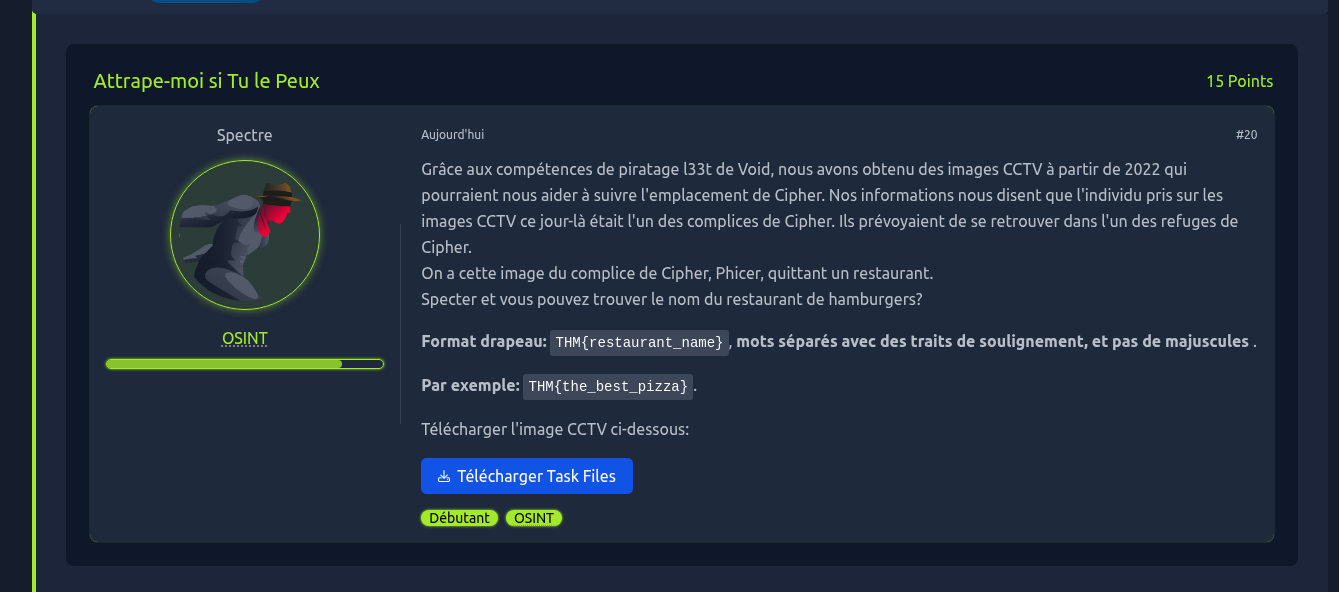 Attrape-moi si Tu le Peux
15 Points
Spectre
OSINT
Aujourd'hui
#20
Grâce aux compétences de piratage l33t de Void, nous avons obtenu des images CCTV à partir de 2022 qui
pourraient nous aider à suivre l'emplacement de Cipher. Nos informations nous disent que l'individu pris sur les
images CCTV ce jour-là était l'un des complices de Cipher. Ils prévoyaient de se retrouver dans l'un des refuges de
Cipher.
On a cette image du complice de Cipher, Phicer, quittant un restaurant.
Specter et vous pouvez trouver le nom du restaurant de hamburgers?
Format drapeau: THM{restaurant_name}, mots séparés avec des traits de soulignement, et pas de majuscules .
Par exemple: THM{the_best_pizza}.
Télécharger l'image CCTV ci-dessous:
Télécharger Task Files
Débutant OSINT